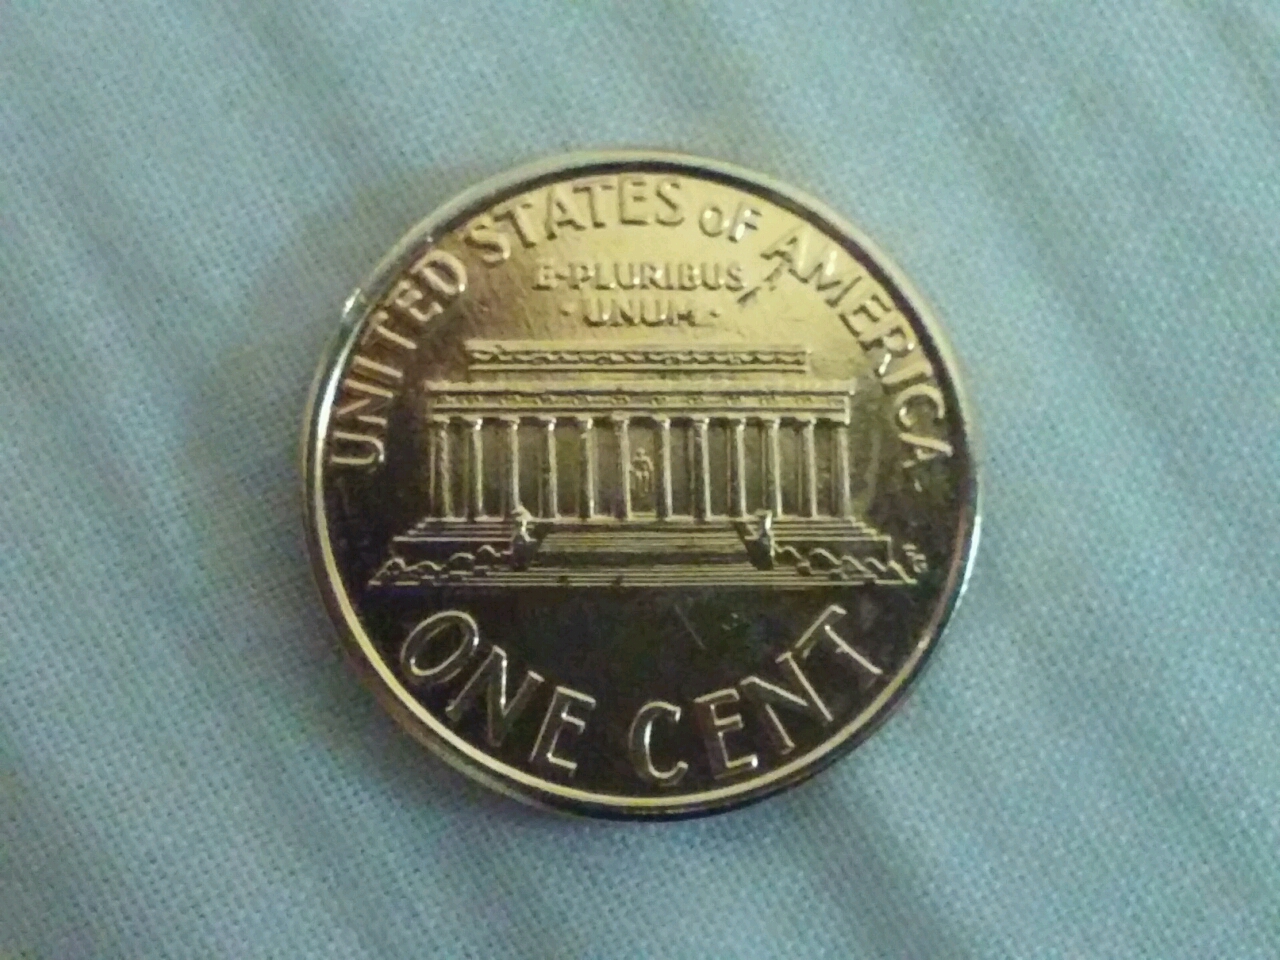 UNITED STATES OF AMERICA
E·PLURIBUS
·UNUM·
ONE CENT